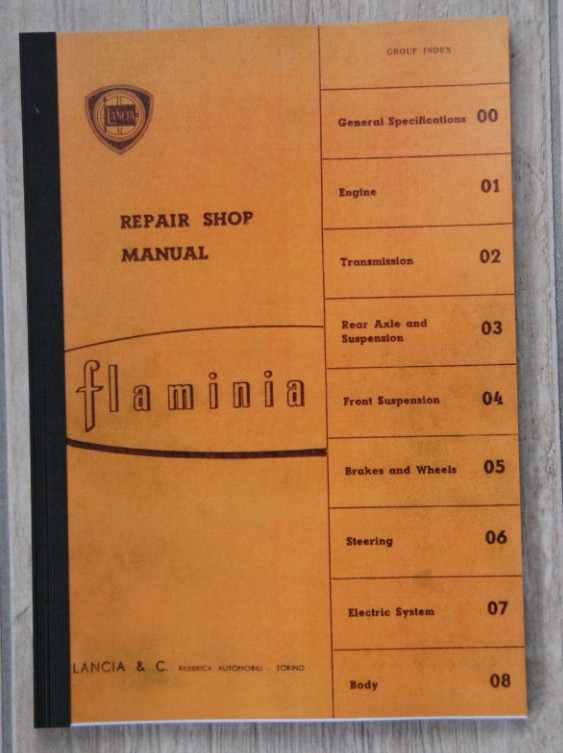 LANCIA
REPAIR SHOP
MANUAL
flaminia
LANCIA & C. FABBRICA AUTOMOBILI - TORINO
GROUP INDEX
General Specifications 00
Engine 01
Transmission 02
Rear Axle and
Suspension 03
Front Suspension 04
Brakes and Wheels 05
Steering 06
Electric System 07
Body 08